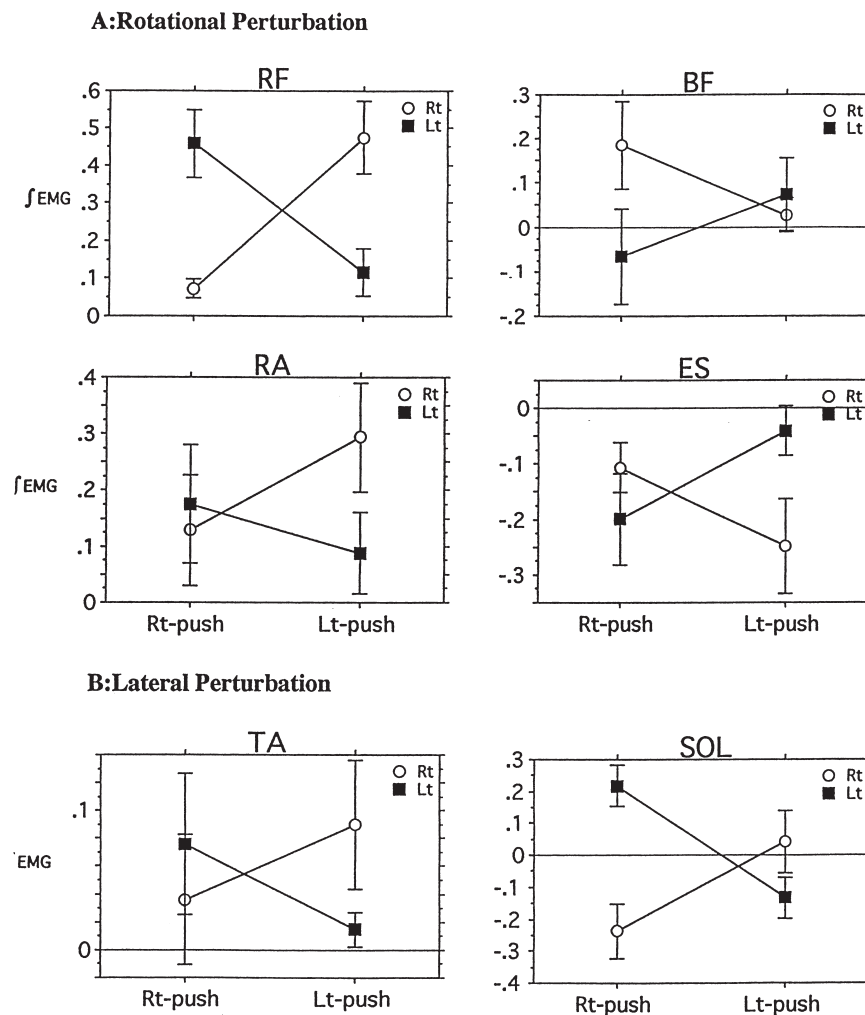 A:Rotational Perturbation
RF
.6
.5
.4
.3
.2
.1
0
∫EMG
Rt
Lt
BF
.3
.2
.1
0
-.1
-.2
Rt
Lt
RA
.4
.3
.2
.1
0
∫EMG
Rt
Lt
Rt-push
Lt-push
ES
0
-.1
-.2
-.3
Rt
Lt
Rt-push
Lt-push
B:Lateral Perturbation
TA
.1
0
EMG
Rt
Lt
Rt-push
Lt-push
SOL
.3
.2
.1
0
-.1
-.2
-.3
-.4
Rt
Lt
Rt-push
Lt-push